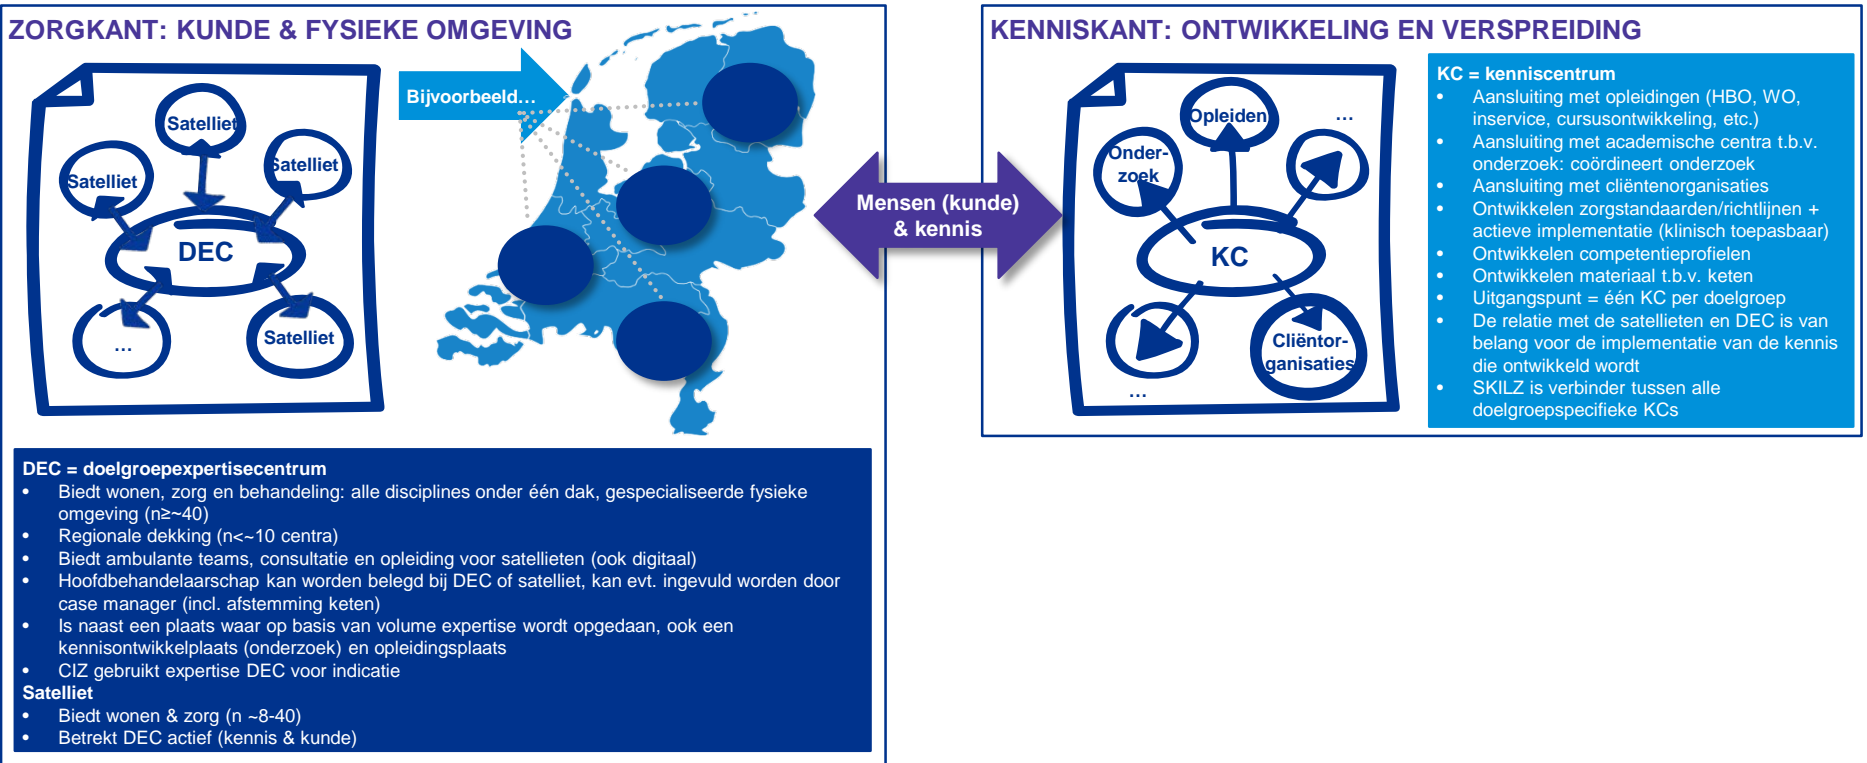 ZORGKANT: KUNDE & FYSIEKE OMGEVING
Satelliet
Satelliet
Satelliet
DEC
…
Satelliet
Bijvoorbeeld…
DEC = doelgroepexpertisecentrum
• Biedt wonen, zorg en behandeling: alle disciplines onder één dak, gespecialiseerde fysieke
omgeving (n≥~40)
• Regionale dekking (n<~10 centra)
• Biedt ambulante teams, consultatie en opleiding voor satellieten (ook digitaal)
• Hoofdbehandelaarschap kan worden belegd bij DEC of satelliet, kan evt. ingevuld worden door
case manager (incl. afstemming keten)
• Is naast een plaats waar op basis van volume expertise wordt opgedaan, ook een
kennisontwikkelplaats (onderzoek) en opleidingsplaats
• CIZ gebruikt expertise DEC voor indicatie
Satelliet
• Biedt wonen & zorg (n ~8-40)
• Betrekt DEC actief (kennis & kunde)
Mensen (kunde)
& kennis
KENNISKANT: ONTWIKKELING EN VERSPREIDING
Opleiden
…
Onder-
zoek
KC
Cliëntor-
ganisaties
…
KC = kenniscentrum
• Aansluiting met opleidingen (HBO, WO,
inservice, cursusontwikkeling, etc.)
• Aansluiting met academische centra t.b.v.
onderzoek: coördineert onderzoek
• Aansluiting met cliëntenorganisaties
• Ontwikkelen zorgstandaarden/richtlijnen +
actieve implementatie (klinisch toepasbaar)
• Ontwikkelen competentieprofielen
• Ontwikkelen materiaal t.b.v. keten
• Uitgangspunt = één KC per doelgroep
• De relatie met de satellieten en DEC is van
belang voor de implementatie van de kennis
die ontwikkeld wordt
• SKILZ is verbinder tussen alle
doelgroepspecifieke KCs